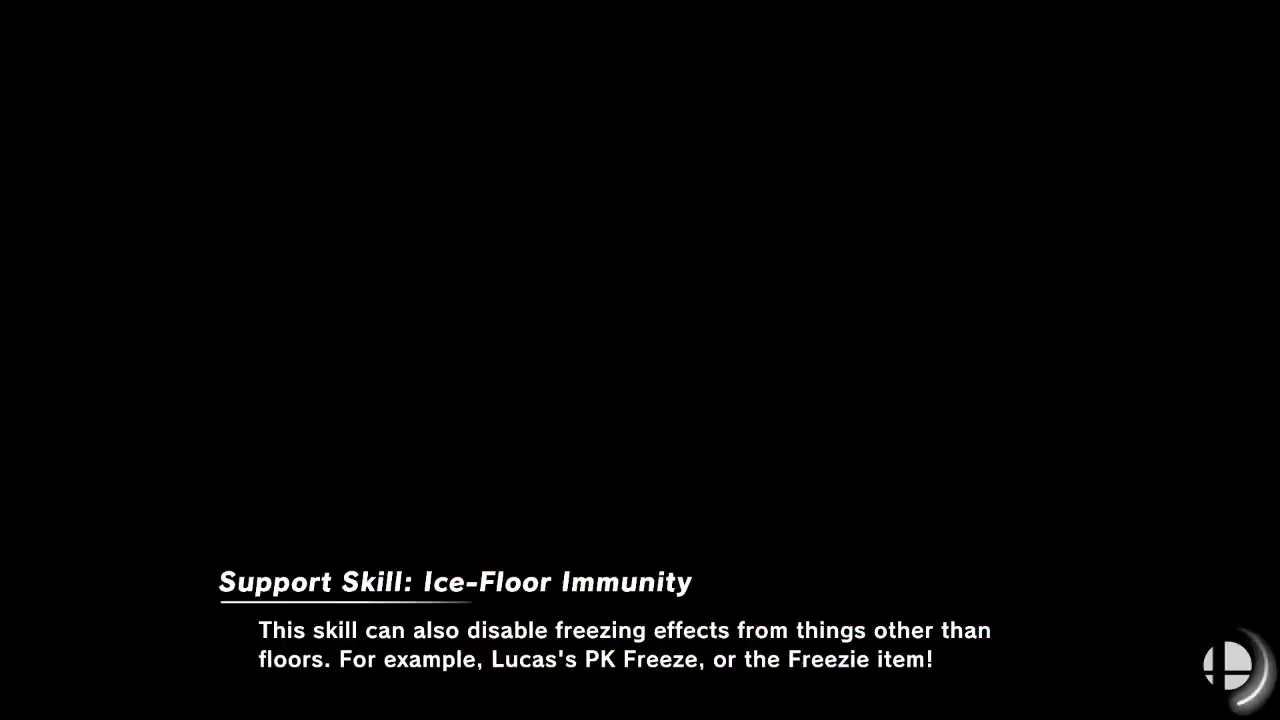 Support Skill: Ice-Floor Immunity
This skill can also disable freezing effects from things other than
floors. For example, Lucas's PK Freeze, or the Freezie item!